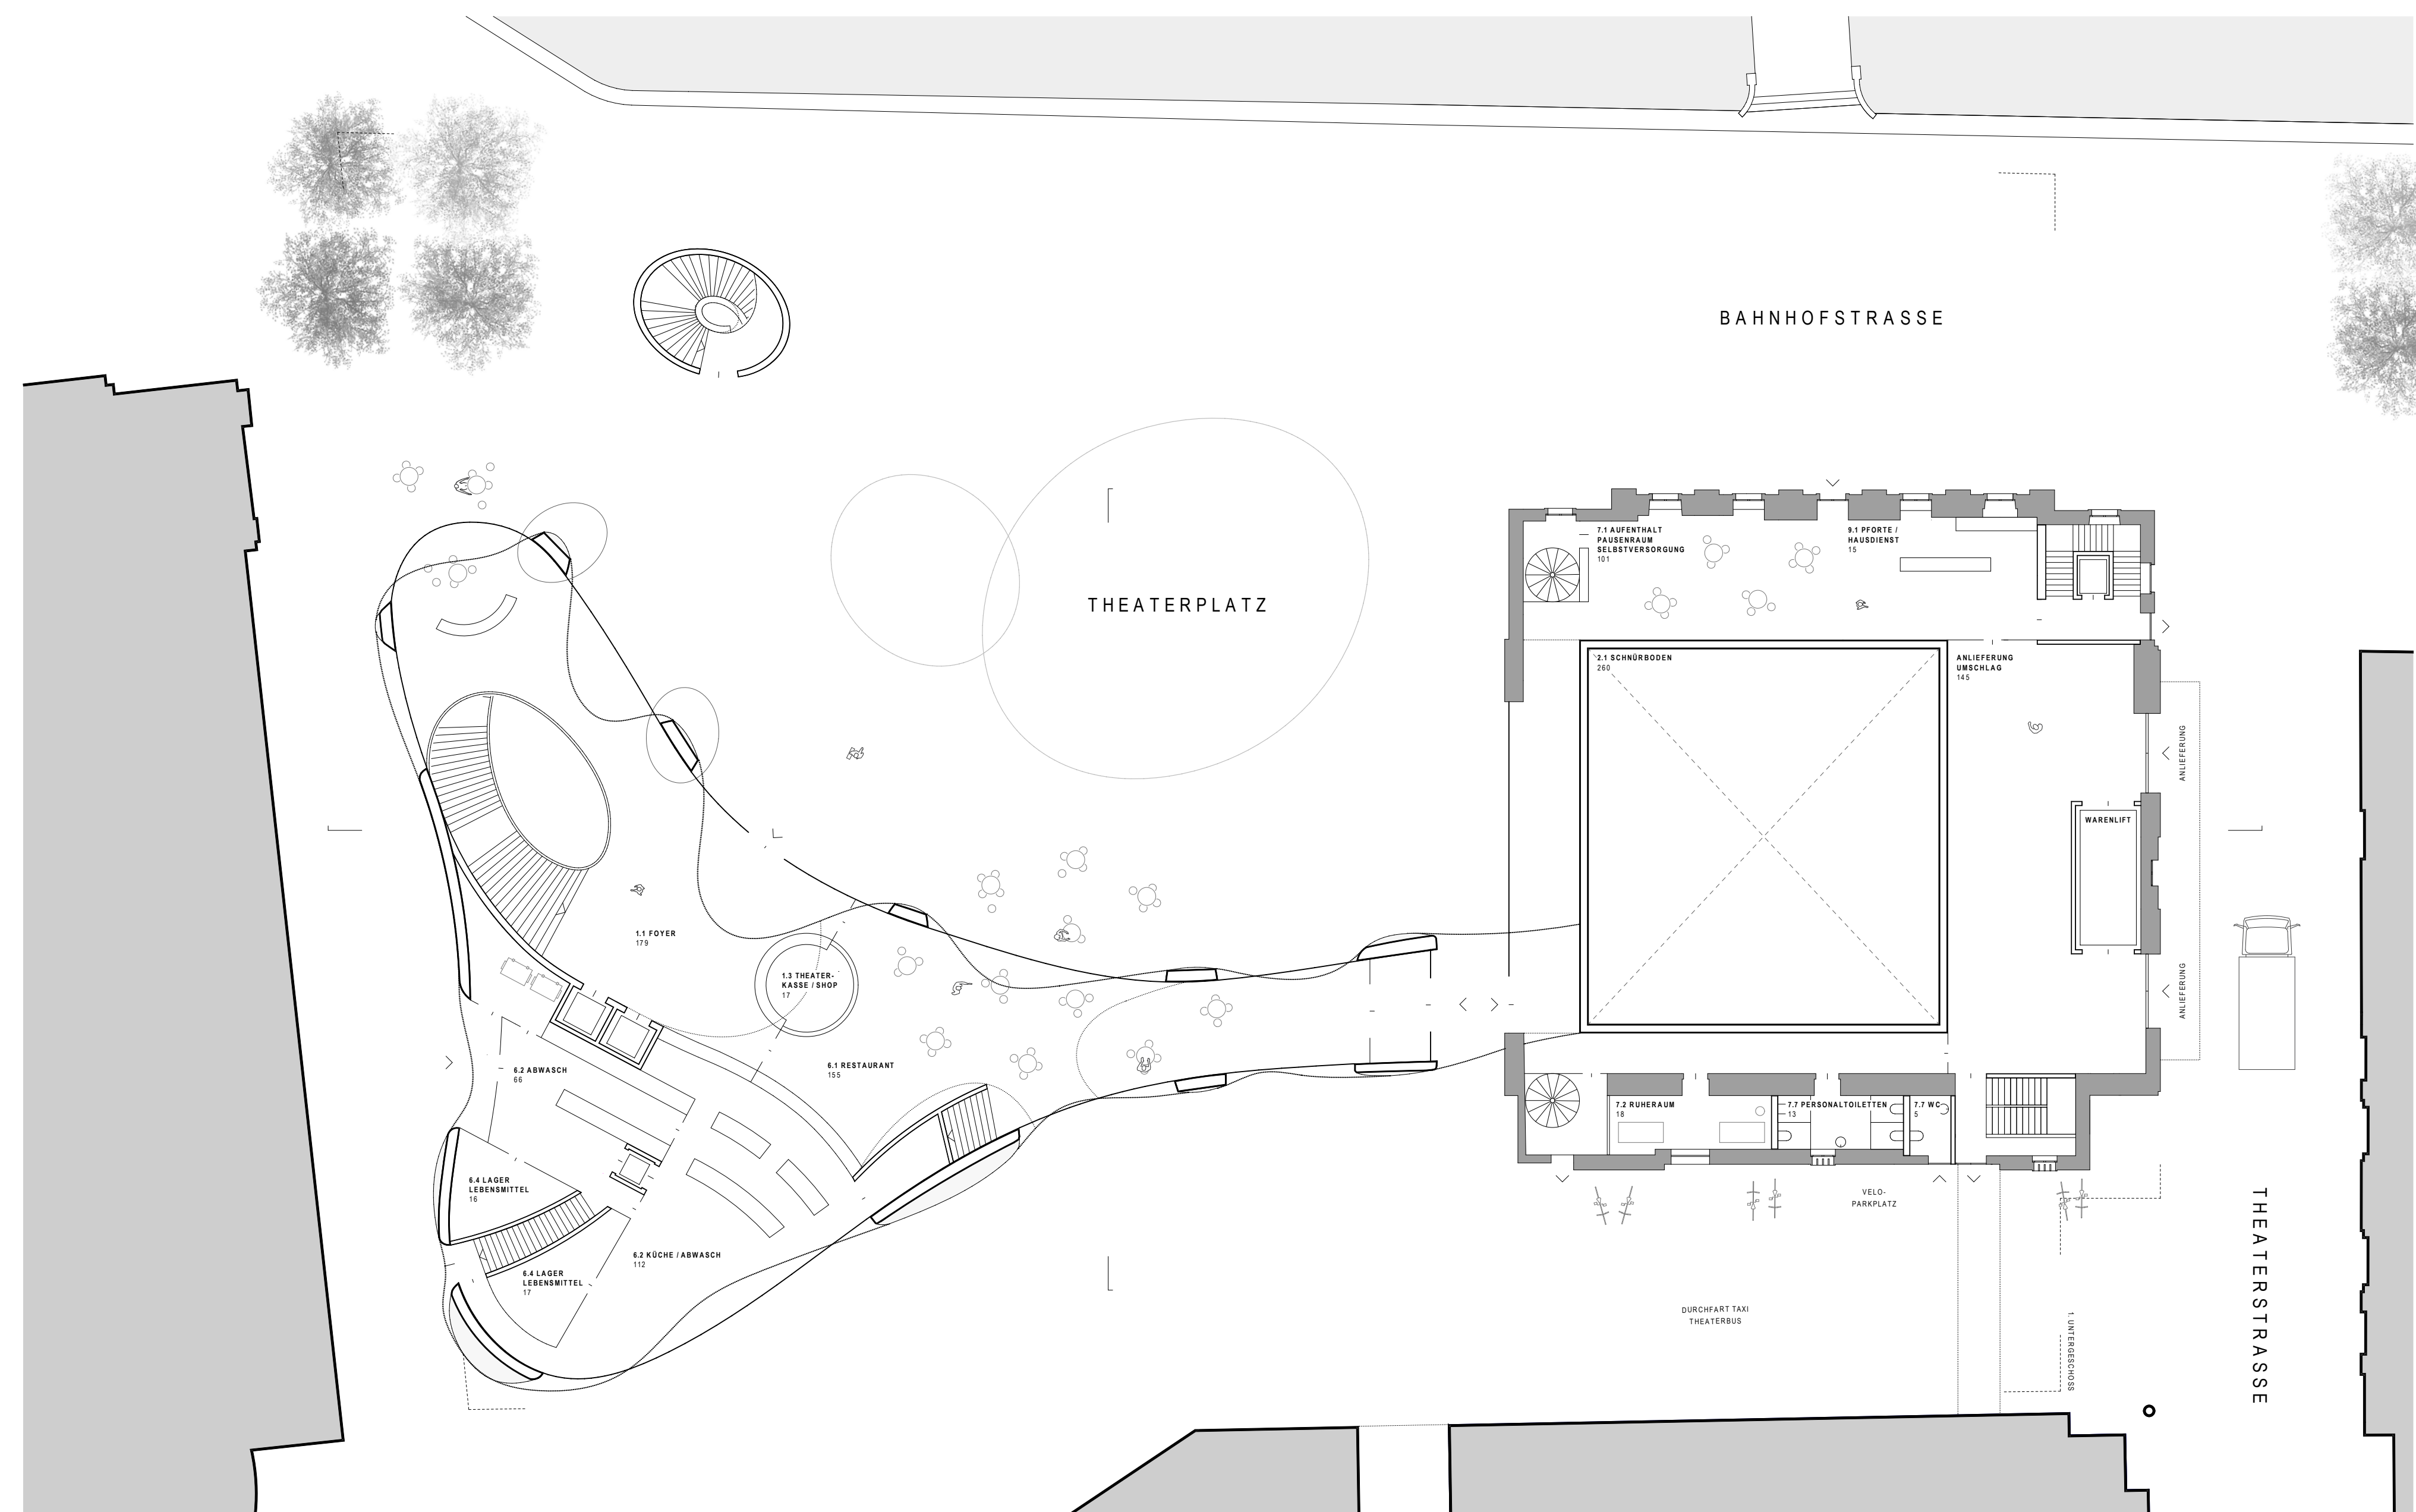 BAHNHOFSTRASSE
THEATERPLATZ
7.1 AUFENTHALT
PAUSENRAUM
SELBSTVERSORGUNG
101
9.1 PFORTE /
HAUSDIENST
15
2.1 SCHNÜRBODEN
260
ANLIEFERUNG
UMSCHLAG
145
ANLIEFERUNG
WARENLIFT
ANLIEFERUNG
1.1 FOYER
179
1.3 THEATER-
KASSE / SHOP
17
6.1 RESTAURANT
155
6.2 ABWASCH
66
6.4 LAGER
LEBENSMITTEL
16
6.2 KÜCHE / ABWASCH
112
6.4 LAGER
LEBENSMITTEL
17
7.2 RUHERAUM
18
7.7 PERSONALTOILETTEN
13
7.7 WC
5
VELO-
PARKPLATZ
DURCHFART TAXI
THEATERBUS
1. UNTERGESCHOSS
THEATERSTRASSE